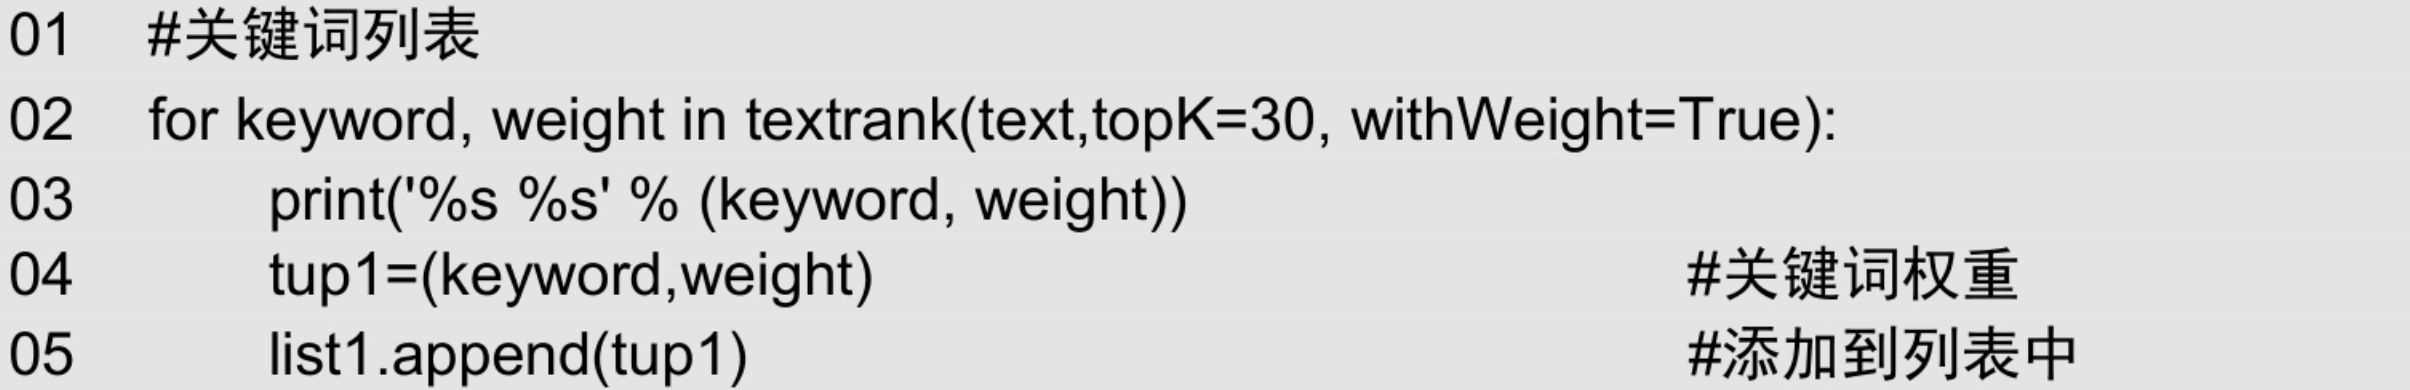 01 #关键词列表
02 for keyword, weight in textrank(text,topK=30, withWeight=True):
03 print('%s %s' % (keyword, weight))
04 tup1=(keyword,weight) #关键词权重
05 list1.append(tup1) #添加到列表中